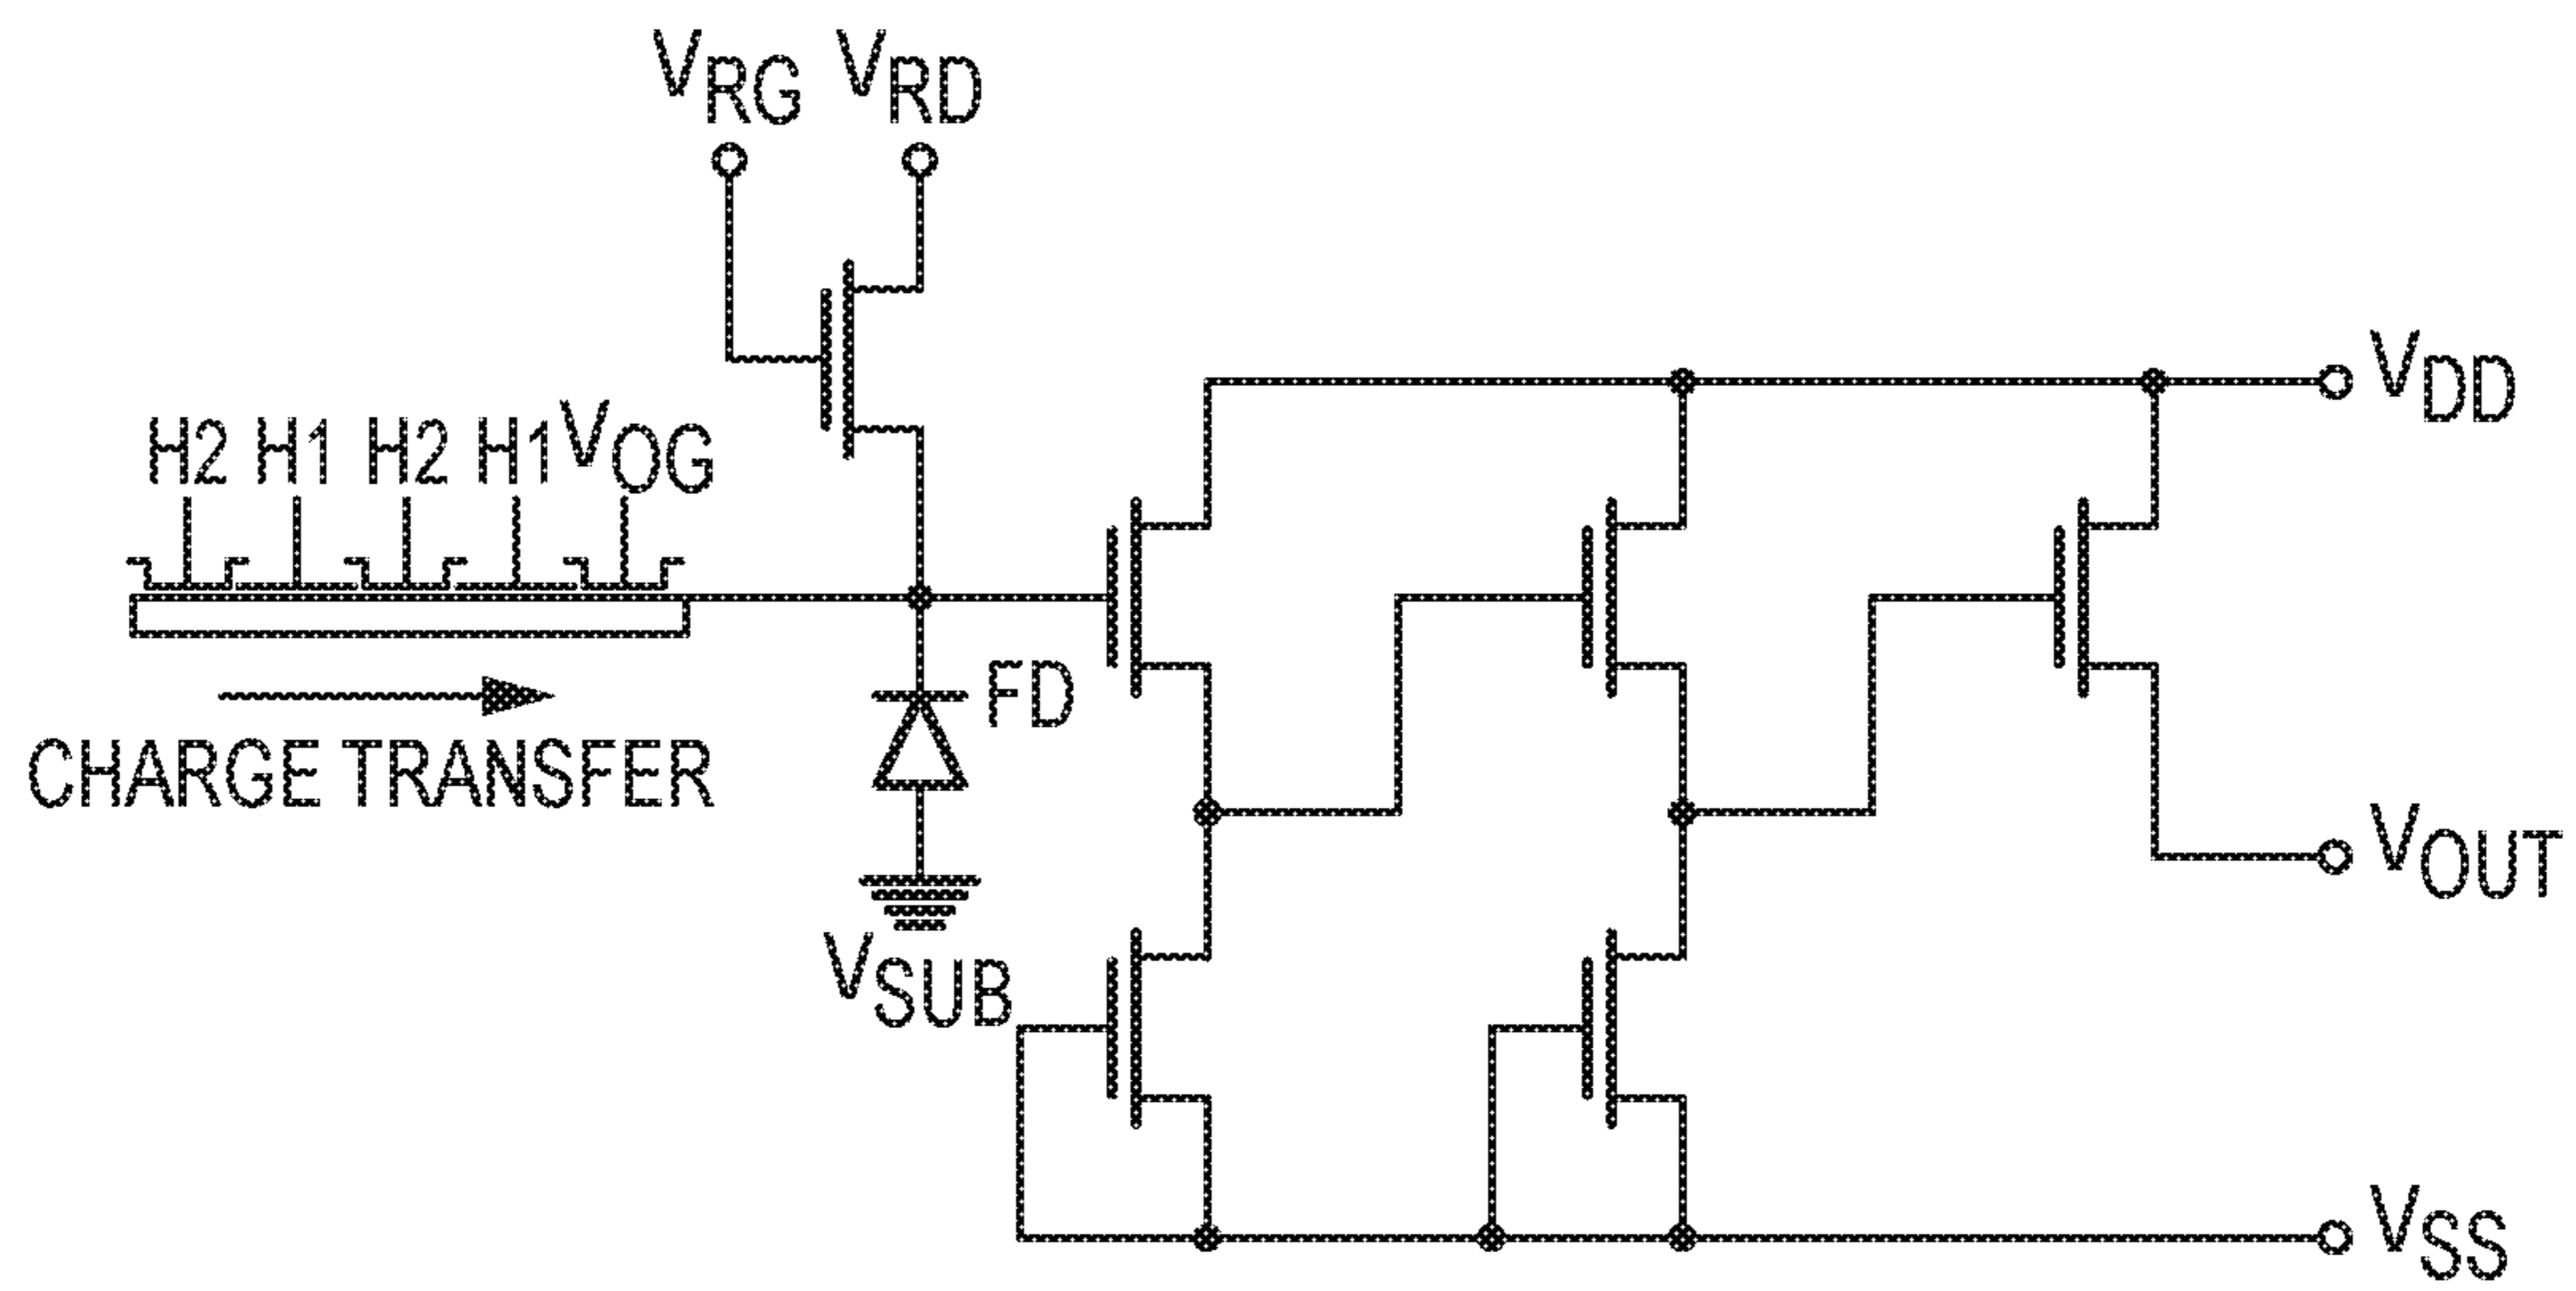 VRG VRD
VDD
H2 H1 H2 H1 VOG
FD
CHARGE TRANSFER
VOUT
VSUB
VSS